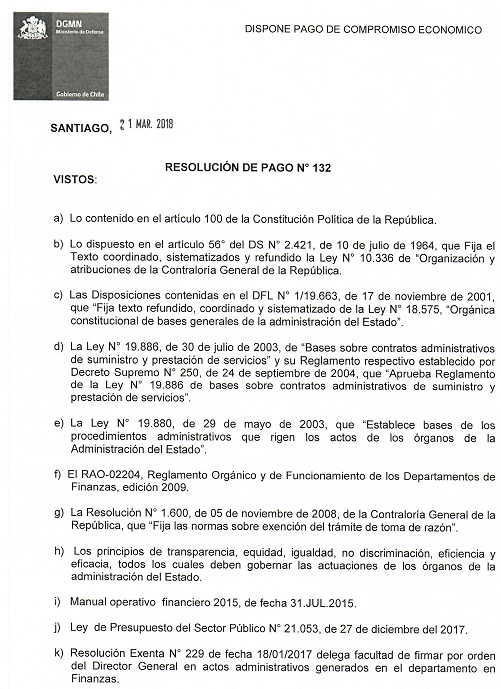 DGMN
Ministerio de Defensa
Gobierno de Chile
DISPONE PAGO DE COMPROMISO ECONOMICO
SANTIAGO, 21 MAR. 2018
RESOLUCIÓN DE PAGO N° 132
VISTOS:
a) Lo contenido en el artículo 100 de la Constitución Política de la República.
b) Lo dispuesto en el artículo 56° del DS N° 2.421, de 10 de julio de 1964, que Fija el
Texto coordinado, sistematizados y refundido la Ley N° 10.336 de “Organización y
atribuciones de la Contraloría General de la República.
c) Las Disposiciones contenidas en el DFL N° 1/19.663, de 17 de noviembre de 2001,
que “Fija texto refundido, coordinado y sistematizado de la Ley N° 18.575, “Orgánica
constitucional de bases generales de la administración del Estado”.
d) La Ley N° 19.886, de 30 de julio de 2003, de “Bases sobre contratos administrativos
de suministro y prestación de servicios” y su Reglamento respectivo establecido por
Decreto Supremo N° 250, de 24 de septiembre de 2004, que “Aprueba Reglamento
de la Ley N° 19.886 de bases sobre contratos administrativos de suministro y
prestación de servicios”.
e) La Ley N° 19.880, de 29 de mayo de 2003, que “Establece bases de los
procedimientos administrativos que rigen los actos de los órganos de la
Administración del Estado”.
f) El RAO-02204, Reglamento Orgánico y de Funcionamiento de los Departamentos de
Finanzas, edición 2009.
g) La Resolución N° 1.600, de 05 de noviembre de 2008, de la Contraloría General de la
República, que “Fija las normas sobre exención del trámite de toma de razón”.
h) Los principios de transparencia, equidad, igualdad, no discriminación, eficiencia y
eficacia, todos los cuales deben gobernar las actuaciones de los órganos de la
administración del Estado.
i) Manual operativo financiero 2015, de fecha 31.JUL.2015.
j) Ley de Presupuesto del Sector Público N° 21.053, de 27 de diciembre del 2017.
k) Resolución Exenta N° 229 de fecha 18/01/2017 delega facultad de firmar por orden
del Director General en actos administrativos generados en el departamento en
Finanzas.